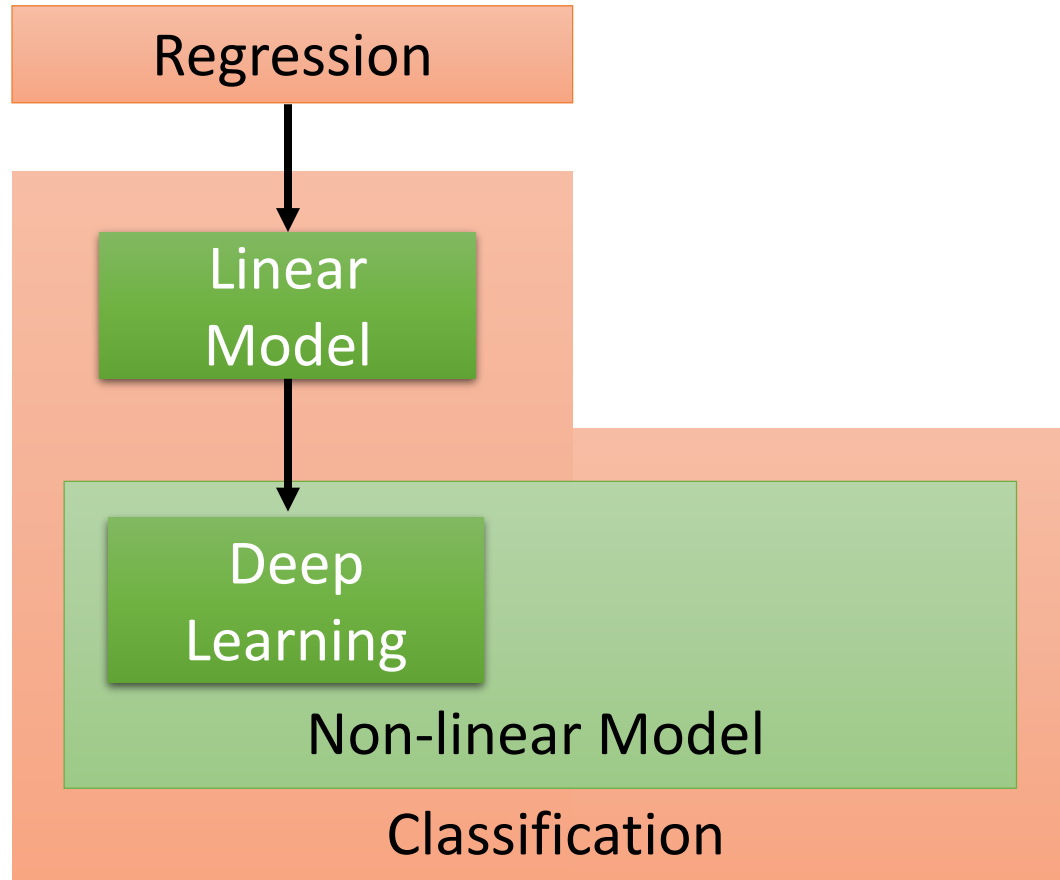 Regression
Linear
Model
Deep
Learning
Non-linear Model
Classification